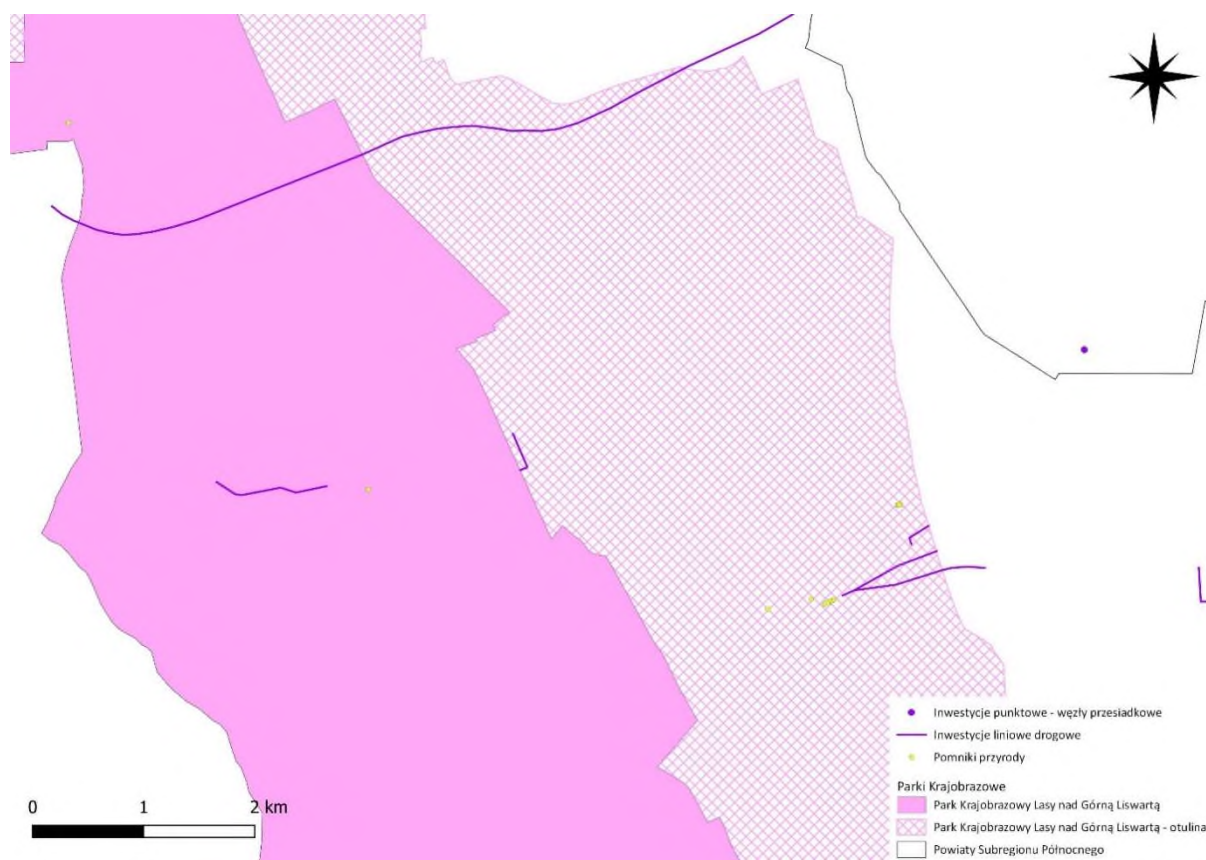 Inwestycje punktowe - węzły przesiadkowe
Inwestycje liniowe drogowe
Pomniki przyrody
Parki Krajobrazowe
Park Krajobrazowy Lasy nad Górną Liswartą
Park Krajobrazowy Lasy nad Górną Liswartą - otulina
Powiaty Subregionu Północnego
0 1 2 km